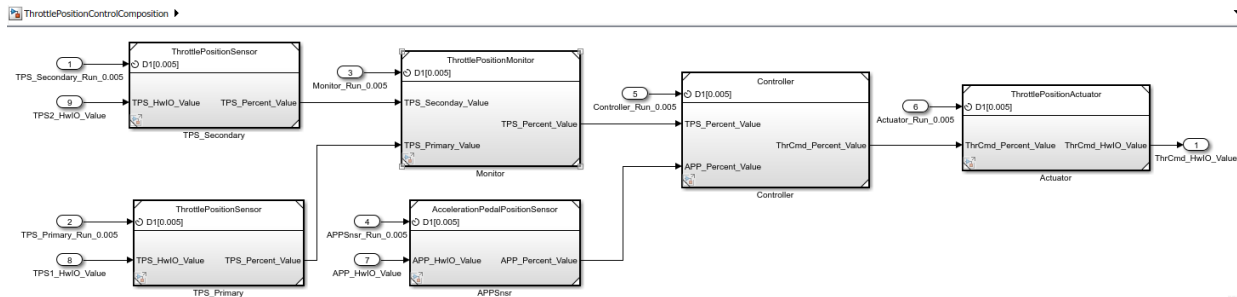 ThrottlePositionControlComposition
ThrottlePositionSensor
1
D1[0.005]
TPS_Secondary_Run_0.005
9
TPS_HwIO_Value
TPS_Percent_Value
TPS2_HwIO_Value
TPS_Secondary
ThrottlePositionMonitor
3
D1[0.005]
Monitor_Run_0.005
TPS_Seconday_Value
TPS_Percent_Value
TPS_Primary_Value
Monitor
Controller
5
D1[0.005]
Controller_Run_0.005
TPS_Percent_Value
ThrCmd_Percent_Value
APP_Percent_Value
Controller
ThrottlePositionActuator
6
D1[0.005]
Actuator_Run_0.005
ThrCmd_Percent_Value
ThrCmd_HwIO_Value
1
ThrCmd_HwIO_Value
Actuator
ThrottlePositionSensor
2
D1[0.005]
TPS_Primary_Run_0.005
8
TPS_HwIO_Value
TPS_Percent_Value
TPS1_HwIO_Value
TPS_Primary
AccelerationPedalPositionSensor
4
D1[0.005]
APPSnsr_Run_0.005
7
APP_HwIO_Value
APP_Percent_Value
APP_HwIO_Value
APPSnsr